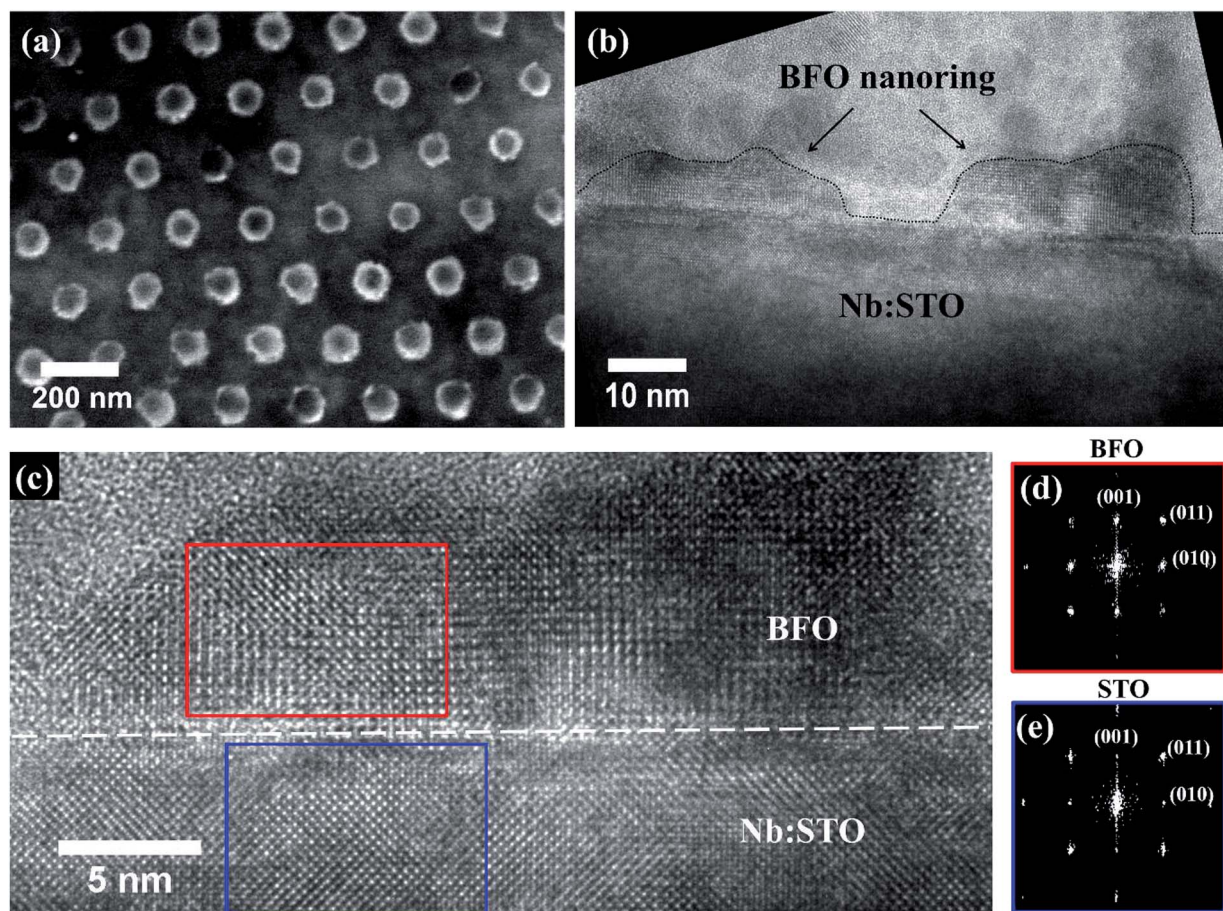 (a)
200 nm
(b)
BFO nanoring
Nb:STO
10 nm
(c)
BFO
Nb:STO
5 nm
BFO
(d)
(001)
(011)
(010)
STO
(e)
(001)
(011)
(010)